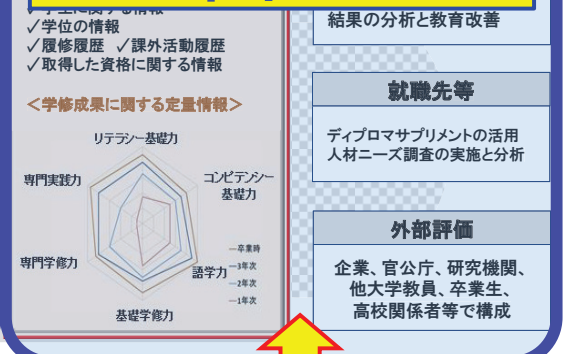 ✓学位の情報
✓履修履歴 ✓課外活動履歴
✓取得した資格に関する情報
＜学修成果に関する定量情報＞
リテラシー基礎力
コンピテンシー
基礎力
語学力
基礎学修力
専門学修力
専門実践力
卒業時
3年次
2年次
1年次
結果の分析と教育改善
就職先等
ディプロマサプリメントの活用
人材ニーズ調査の実施と分析
外部評価
企業、官公庁、研究機関、
他大学教員、卒業生、
高校関係者等で構成